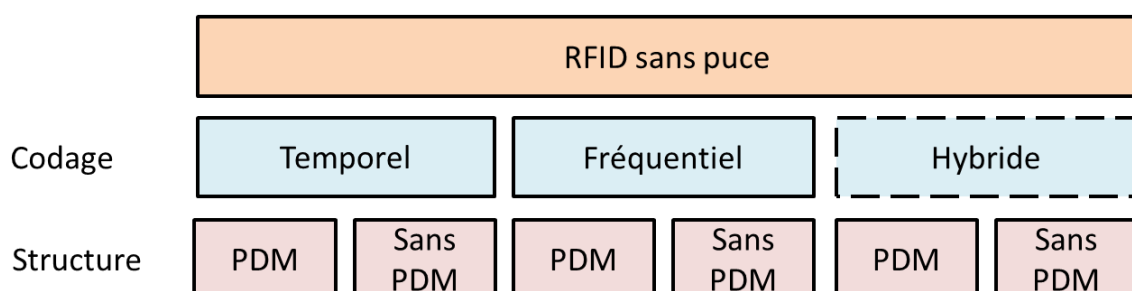 RFID sans puce
Codage
Temporel
Fréquentiel
Hybride
Structure
PDM
Sans
PDM
PDM
Sans
PDM
PDM
Sans
PDM